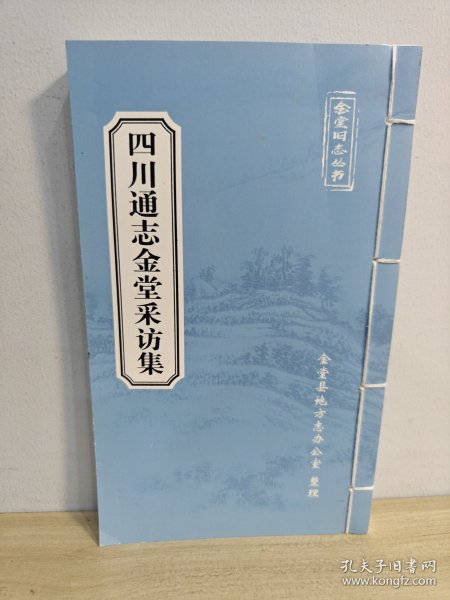 金堂旧志丛书
四川通志金堂采访集
金堂县地方志办公室 整理
孔夫子旧书网
www.kongfz.com